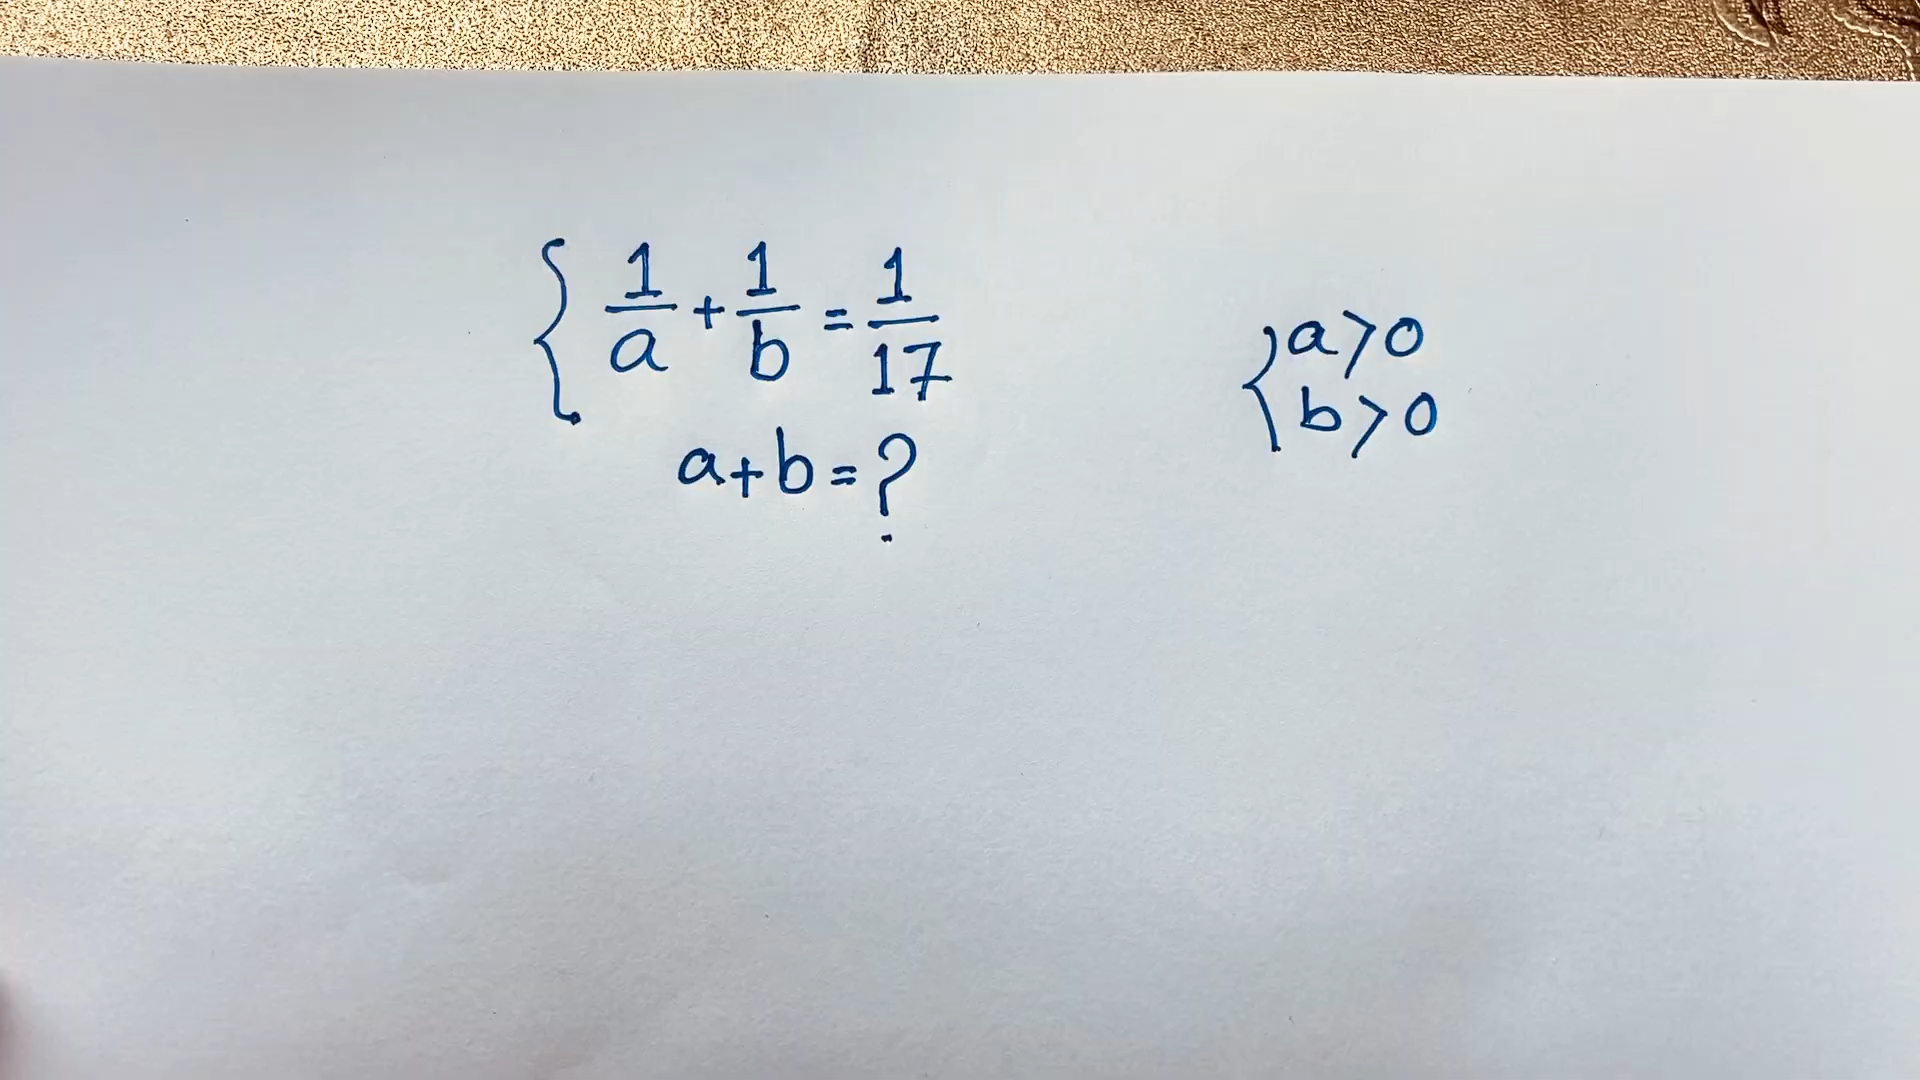 { 1/a + 1/b = 1/17
a+b=?
{ a>0
b>0